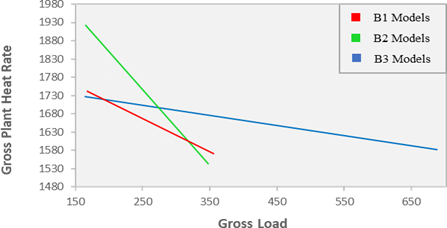 1980
1930
1880
1830
1780
1730
1680
1630
1580
1530
1480
Gross Plant Heat Rate
B1 Models
B2 Models
B3 Models
150 250 350 450 550 650
Gross Load